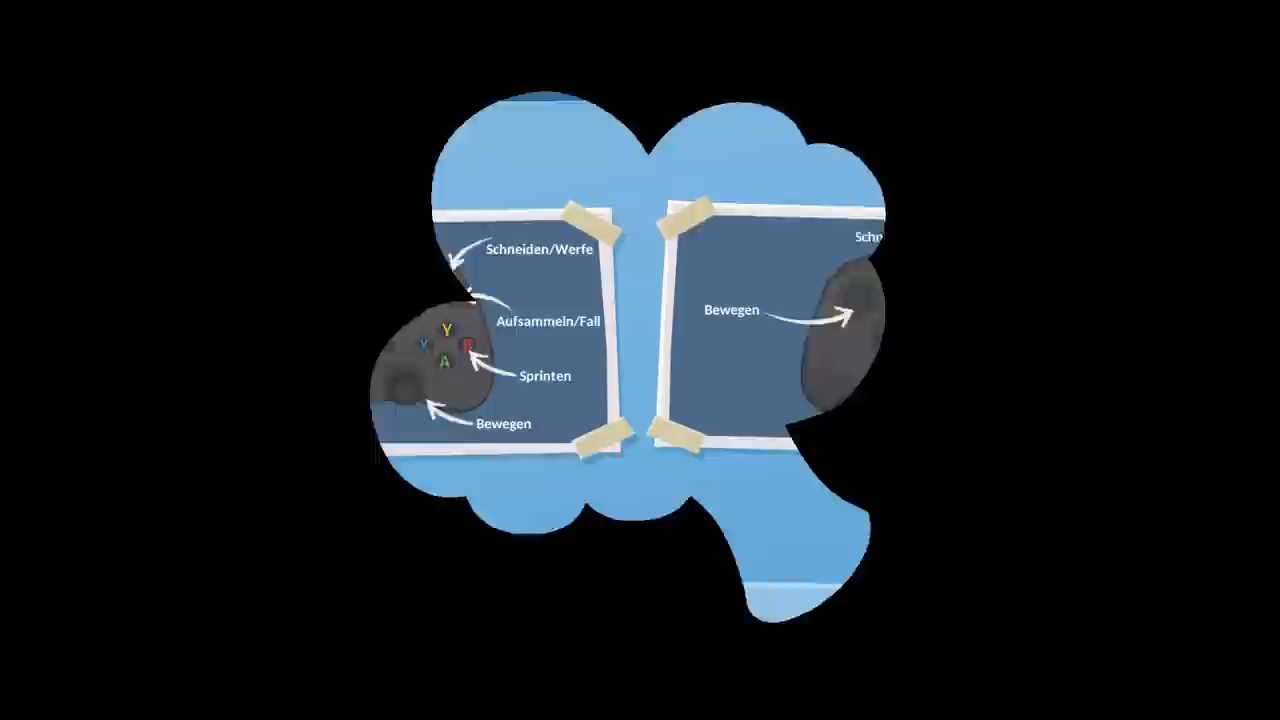 Schneiden/Werfe
Aufsammeln/Fall
Y
X
B
A
Sprinten
Bewegen
Schn
Bewegen